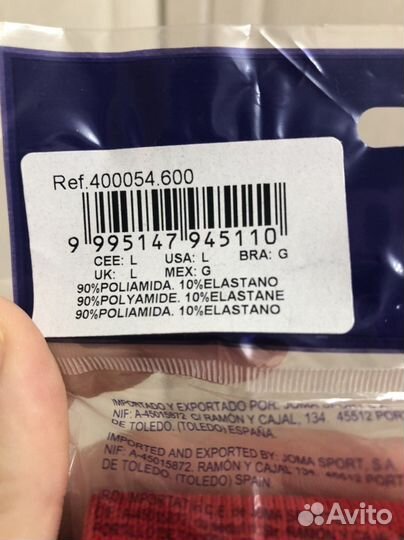 Ref.400054.600
9 995147 945110
CEE: L USA: L BRA: G
UK: L MEX: G
90%POLIAMIDA. 10%ELASTANO
90%POLYAMIDE. 10%ELASTANE
90%POLIAMIDA. 10%ELASTANO
IMPORTADO Y EXPORTADO POR: JOMA SPORT
NIF: A-45015872. C/ RAMÓN Y CAJAL, 134. 45512 PORT
DE TOLEDO. (TOLEDO) ESPAÑA.
IMPORTED AND EXPORTED BY: JOMA SPORT, S.A.
NIF: A-45015872. RAMÓN Y CAJAL, 134. 45512 PORT
DE TOLEDO. (TOLEDO) SPAIN.
Avito